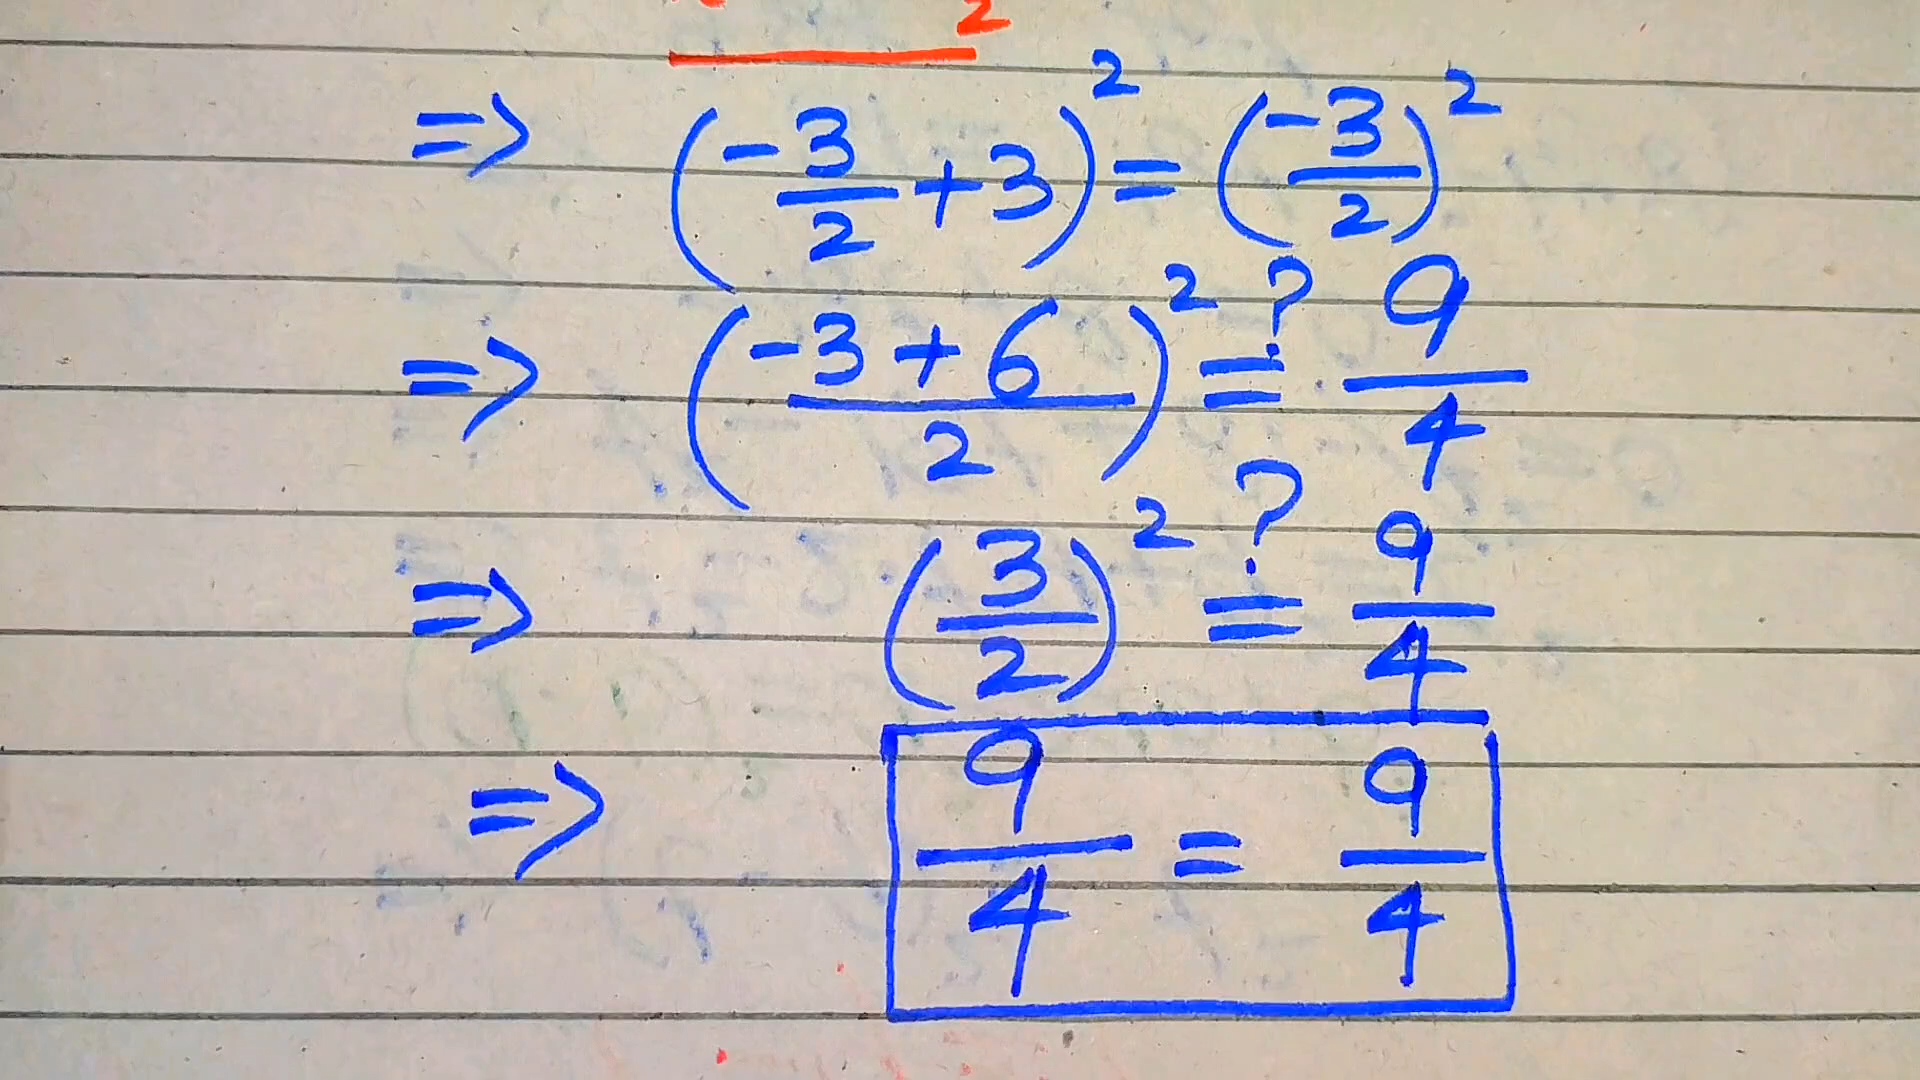 2
=> (-3/2 + 3)^2 = (-3/2)^2
=> (-3 + 6/2)^2 ?= 9/4
=> (3/2)^2 ?= 9/4
=> 9/4 = 9/4